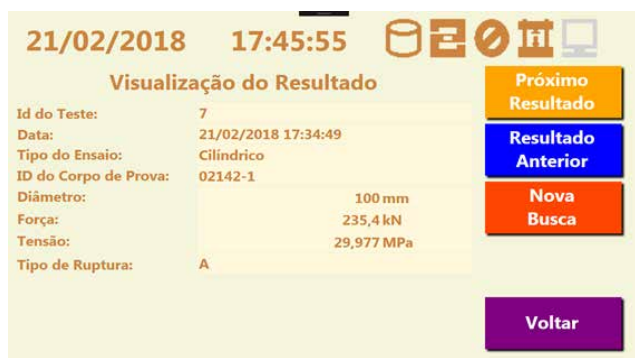 21/02/2018 17:45:55
Visualização do Resultado
Id do Teste: 7
Data: 21/02/2018 17:34:49
Tipo do Ensaio: Cilíndrico
ID do Corpo de Prova: 02142-1
Diâmetro: 100 mm
Força: 235,4 kN
Tensão: 29,977 MPa
Tipo de Ruptura: A
Próximo
Resultado
Resultado
Anterior
Nova
Busca
Voltar